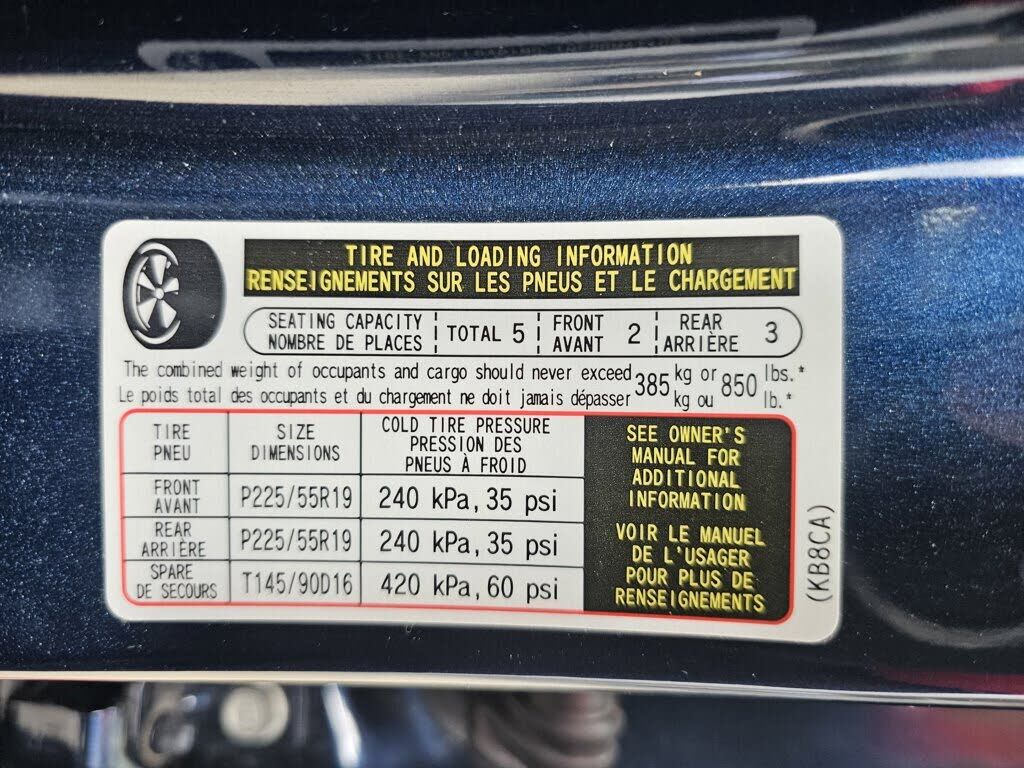 TIRE AND LOADING INFORMATION
RENSEIGNEMENTS SUR LES PNEUS ET LE CHARGEMENT
SEATING CAPACITY
NOMBRE DE PLACES
TOTAL 5
FRONT
AVANT
2
REAR
ARRIÈRE
3
The combined weight of occupants and cargo should never exceed 385 kg or 850 lbs.*
Le poids total des occupants et du chargement ne doit jamais dépasser kg ou lb.*
TIRE
PNEU
SIZE
DIMENSIONS
COLD TIRE PRESSURE
PRESSION DES
PNEUS À FROID
FRONT
AVANT
P225/55R19
240 kPa, 35 psi
REAR
ARRIÈRE
P225/55R19
240 kPa, 35 psi
SPARE
DE SECOURS
T145/90D16
420 kPa, 60 psi
SEE OWNER'S
MANUAL FOR
ADDITIONAL
INFORMATION
VOIR LE MANUEL
DE L'USAGER
POUR PLUS DE
RENSEIGNEMENTS
(KB8CA)